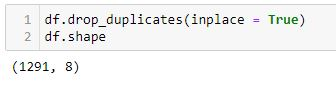 1 df.drop_duplicates(inplace = True)
2 df.shape
(1291, 8)